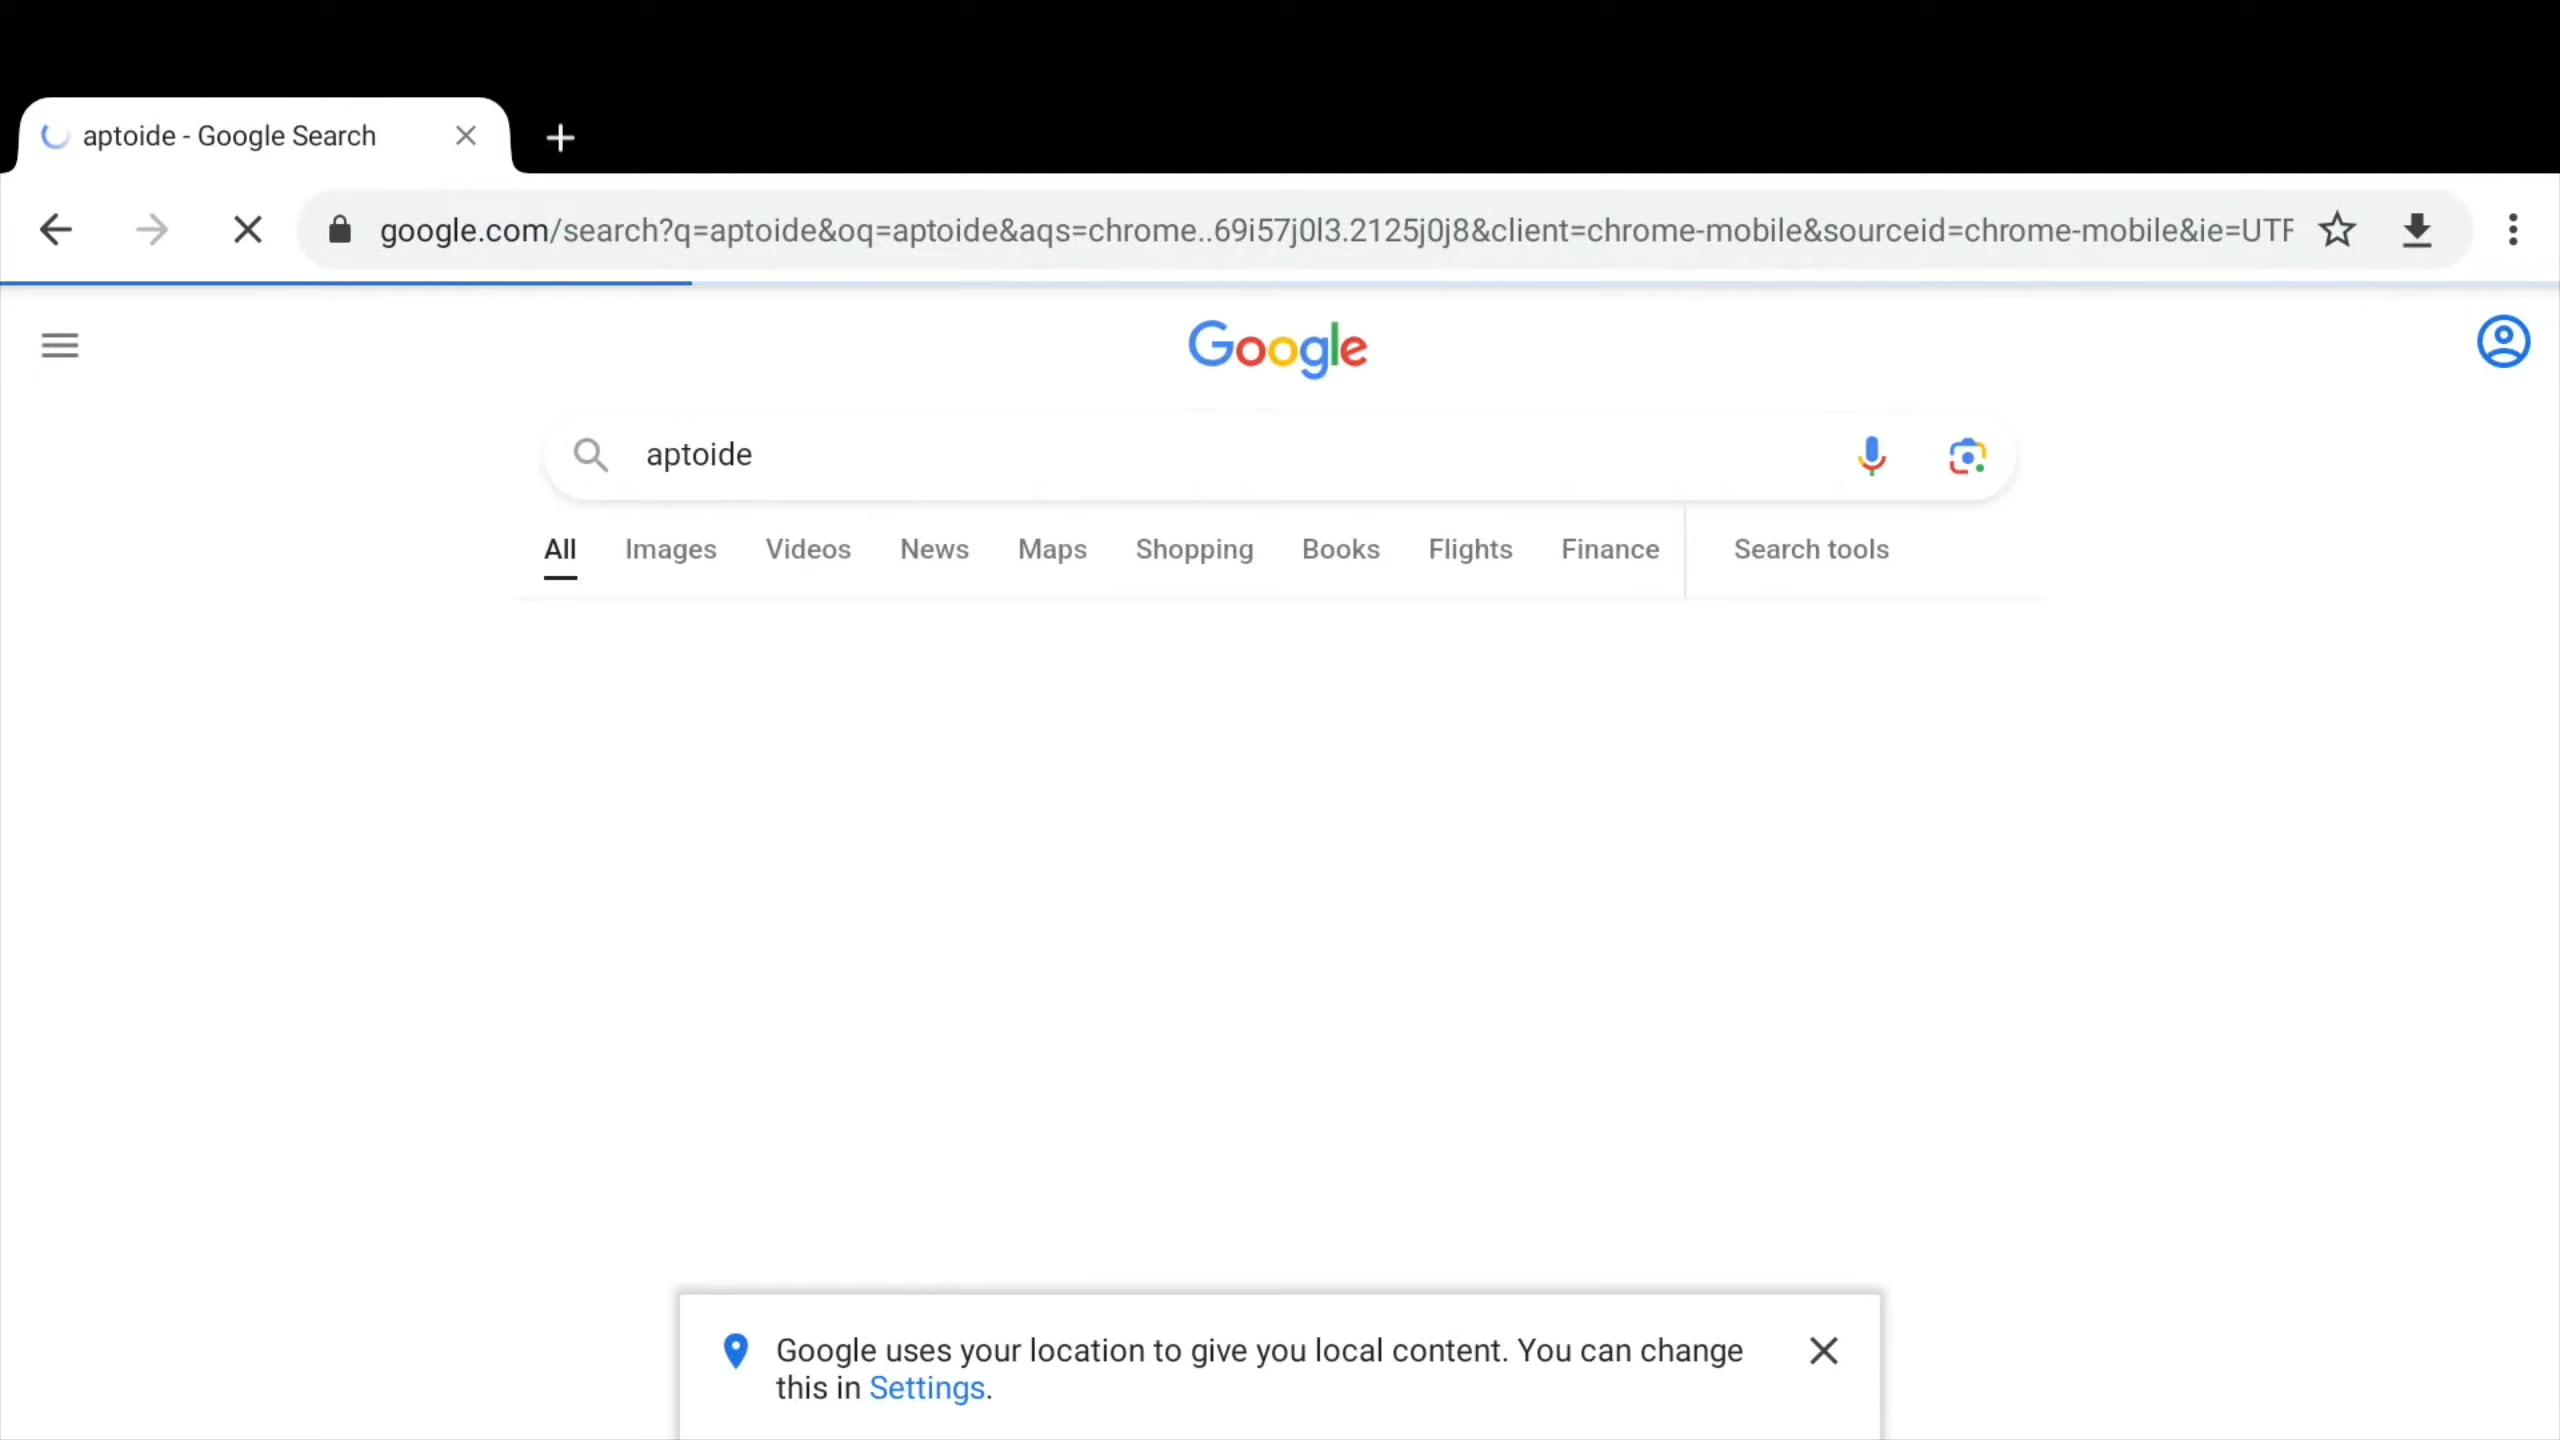 aptoide - Google Search
google.com/search?q=aptoide&oq=aptoide&aqs=chrome..69i57j0l3.2125j0j8&client=chrome-mobile&sourceid=chrome-mobile&ie=UTF
Google
aptoide
All Images Videos News Maps Shopping Books Flights Finance Search tools
Google uses your location to give you local content. You can change
this in Settings.